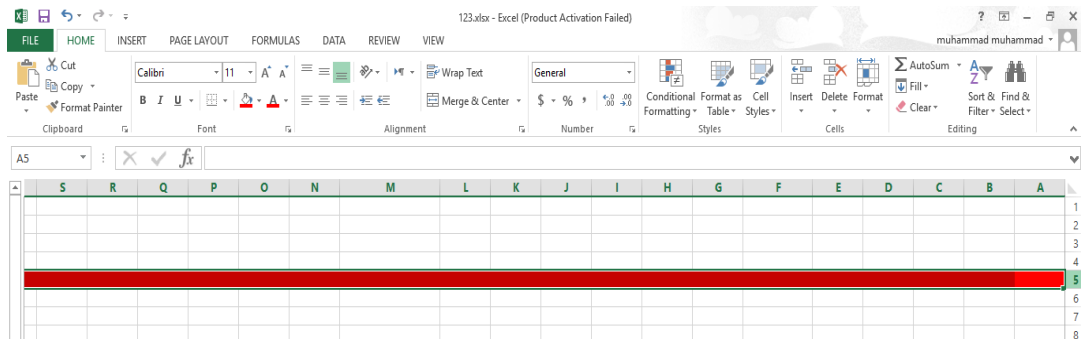 123.xlsx - Excel (Product Activation Failed)
FILE HOME INSERT PAGE LAYOUT FORMULAS DATA REVIEW VIEW muhammad muhammad
Cut Calibri 11 Wrap Text General AutoSum
Copy Fill
Paste Format Painter B I U Merge & Center $ % , Conditional Formatting Format as Table Cell Styles Insert Delete Format Clear Sort & Filter Find & Select
Clipboard Font Alignment Number Styles Cells Editing
A5 fx
S R Q P O N M L K J I H G F E D C B A
1
2
3
4
5
6
7
8